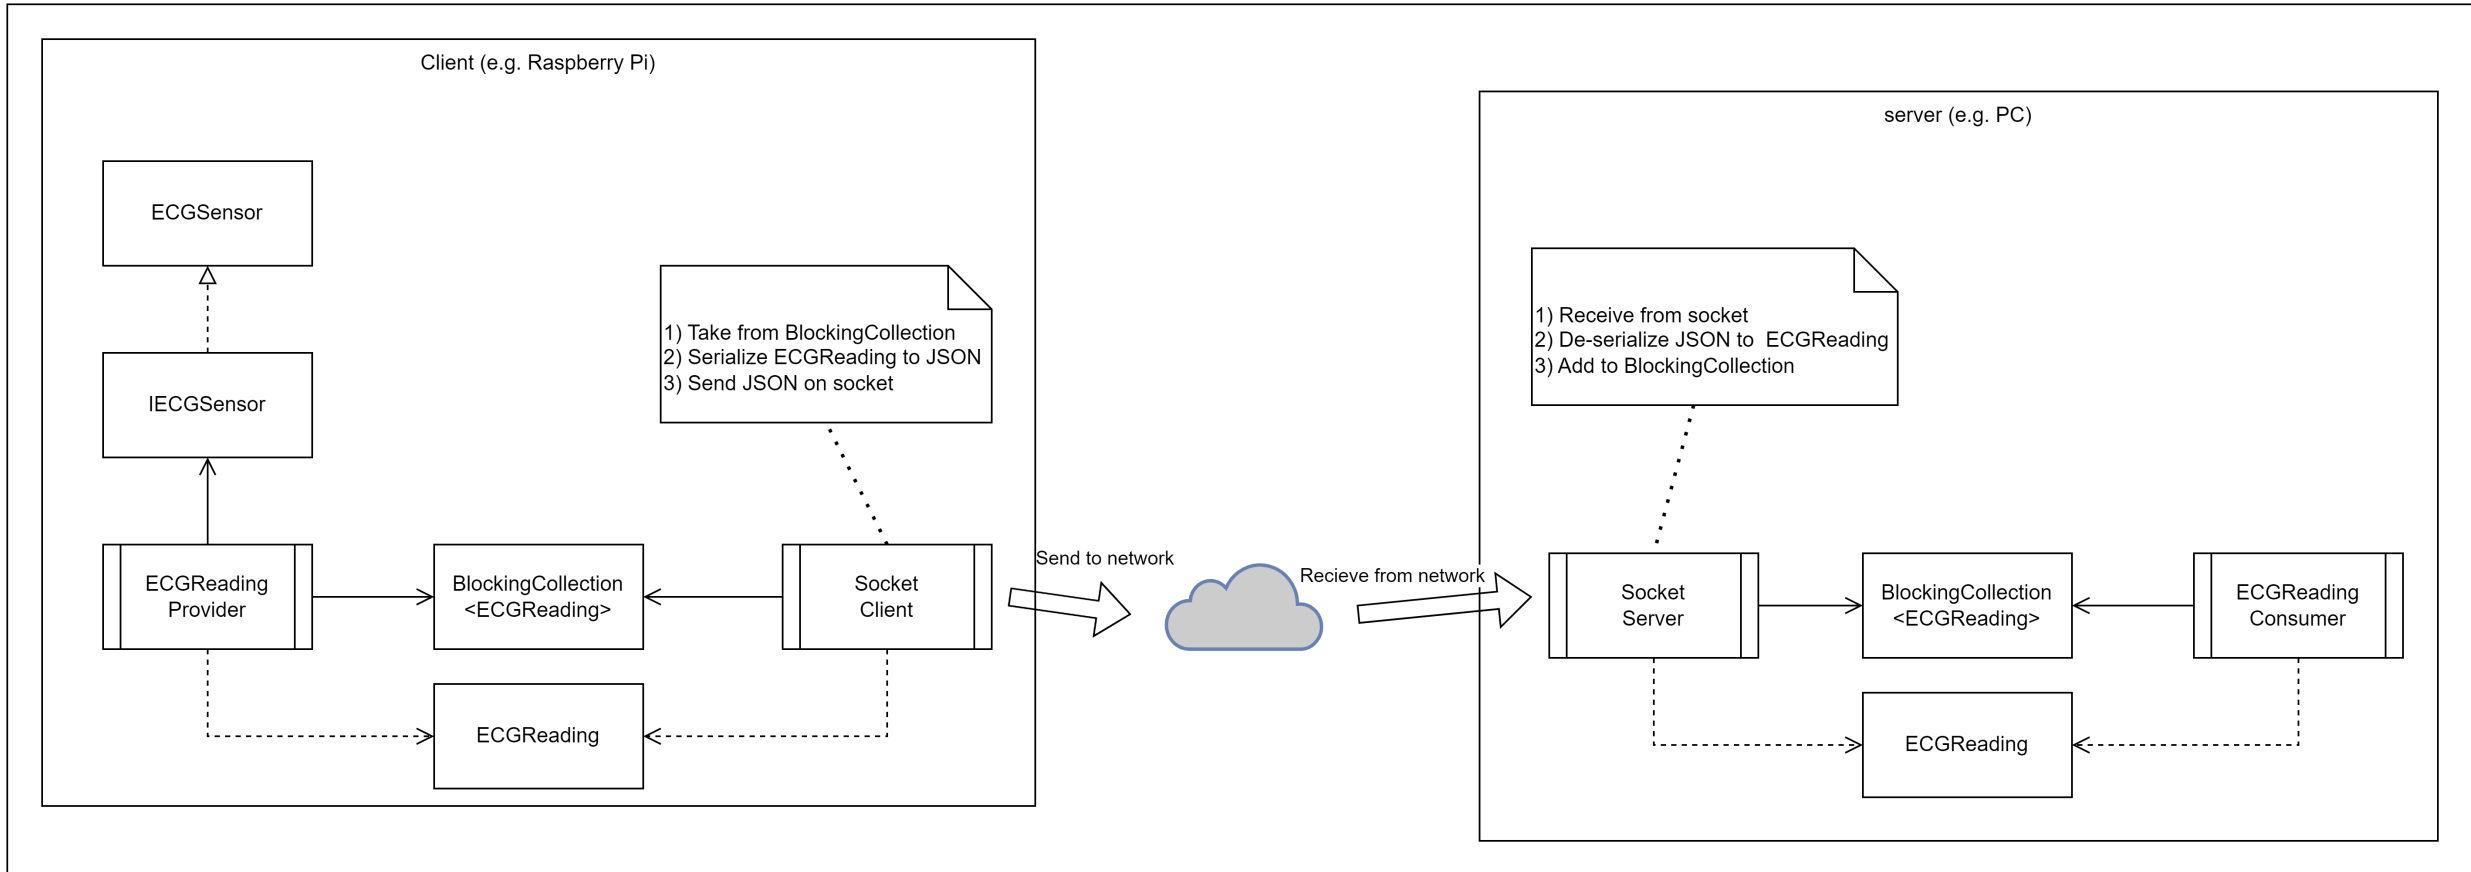 Client (e.g. Raspberry Pi)
ECGSensor
IECGSensor
1) Take from BlockingCollection
2) Serialize ECGReading to JSON
3) Send JSON on socket
ECGReading
Provider
BlockingCollection
<ECGReading>
Socket
Client
ECGReading
Send to network
Recieve from network
server (e.g. PC)
1) Receive from socket
2) De-serialize JSON to  ECGReading
3) Add to BlockingCollection
Socket
Server
BlockingCollection
<ECGReading>
ECGReading
Consumer
ECGReading